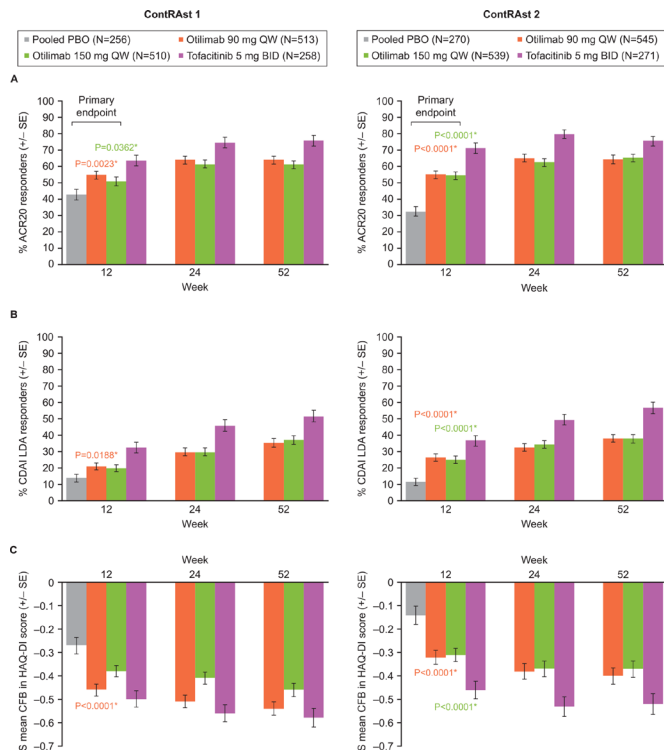 ContRAst 1
Pooled PBO (N=256) Otilimab 90 mg QW (N=513)
Otilimab 150 mg QW (N=510) Tofacitinib 5 mg BID (N=258)
ContRAst 2
Pooled PBO (N=270) Otilimab 90 mg QW (N=545)
Otilimab 150 mg QW (N=539) Tofacitinib 5 mg BID (N=271)
A
% ACR20 responders (+/– SE)
100
90
80
70
60
50
40
30
20
10
0
Primary
endpoint
P=0.0362*
P=0.0023*
12 24 52
Week
% ACR20 responders (+/– SE)
100
90
80
70
60
50
40
30
20
10
0
Primary
endpoint
P<0.0001*
P<0.0001*
12 24 52
Week
B
% CDAI LDA responders (+/– SE)
100
90
80
70
60
50
40
30
20
10
0
P=0.0188*
12 24 52
Week
% CDAI LDA responders (+/– SE)
100
90
80
70
60
50
40
30
20
10
0
P<0.0001*
P<0.0001*
12 24 52
Week
C
S mean CFB in HAQ-DI score (+/– SE)
Week
12 24 52
0
–0.1
–0.2
–0.3
–0.4
–0.5
–0.6
–0.7
P<0.0001*
S mean CFB in HAQ-DI score (+/– SE)
Week
12 24 52
0
–0.1
–0.2
–0.3
–0.4
–0.5
–0.6
–0.7
P<0.0001*
P<0.0001*